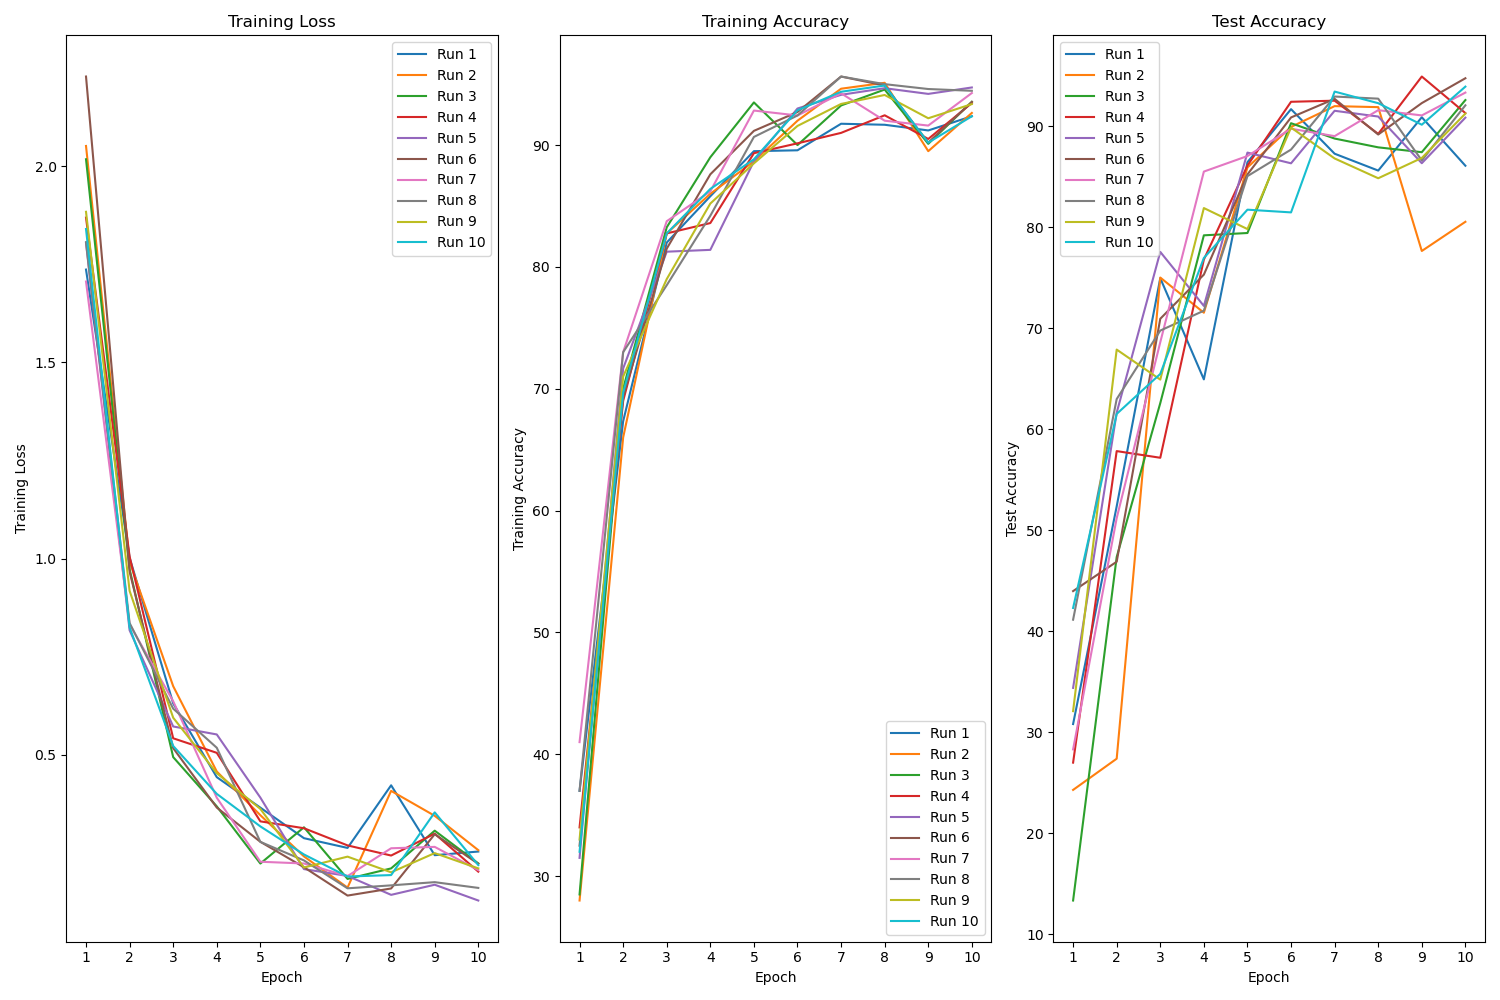 Training Loss
Training Loss
2.0
1.5
1.0
0.5
1 2 3 4 5 6 7 8 9 10
Epoch
Run 1
Run 2
Run 3
Run 4
Run 5
Run 6
Run 7
Run 8
Run 9
Run 10
Training Accuracy
Training Accuracy
90
80
70
60
50
40
30
1 2 3 4 5 6 7 8 9 10
Epoch
Run 1
Run 2
Run 3
Run 4
Run 5
Run 6
Run 7
Run 8
Run 9
Run 10
Test Accuracy
Test Accuracy
90
80
70
60
50
40
30
20
10
1 2 3 4 5 6 7 8 9 10
Epoch
Run 1
Run 2
Run 3
Run 4
Run 5
Run 6
Run 7
Run 8
Run 9
Run 10